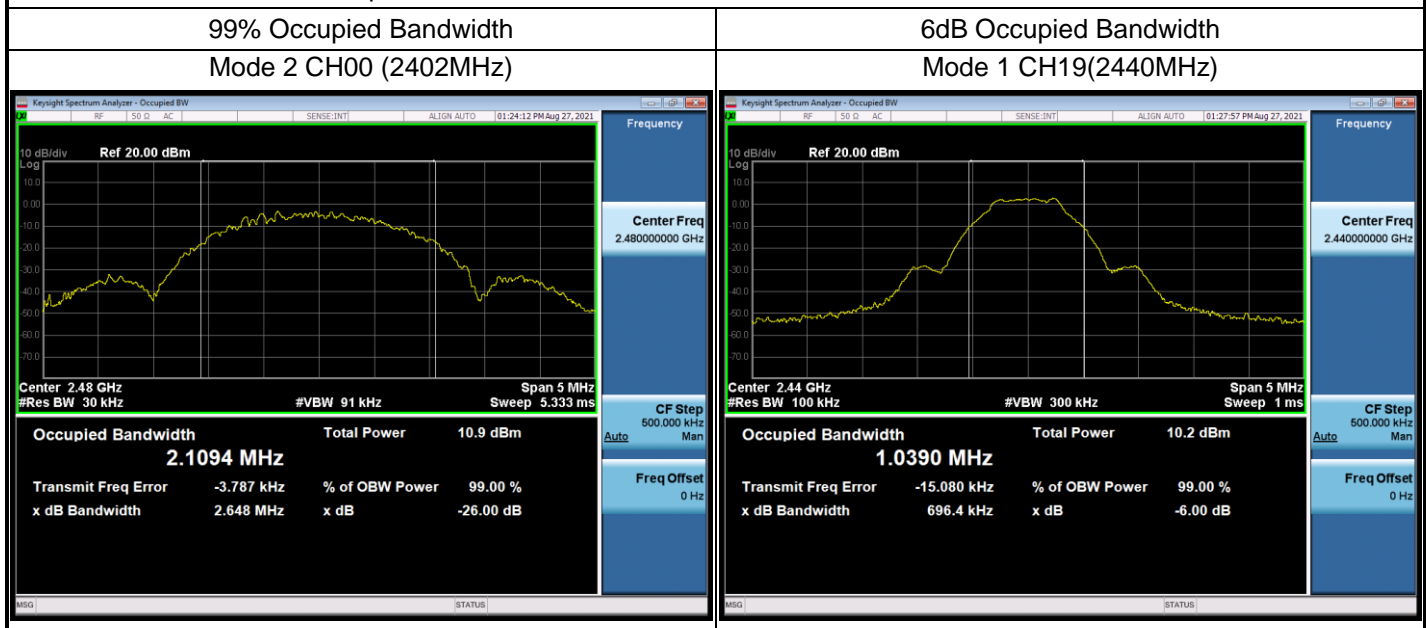 99% Occupied Bandwidth
6dB Occupied Bandwidth
Mode 2 CH00 (2402MHz)
Mode 1 CH19(2440MHz)
Keysight Spectrum Analyzer - Occupied BW
RF 50 Ω AC SENSE:INT ALIGN AUTO 01:24:12 PM Aug 27, 2021
Frequency
10 dB/div Ref 20.00 dBm
Log
10.0
0.00
-10.0
-20.0
-30.0
-40.0
-50.0
-60.0
-70.0
Center 2.48 GHz Span 5 MHz
#Res BW 30 kHz #VBW 91 kHz Sweep 5.333 ms
Center Freq
2.480000000 GHz
CF Step
500.000 kHz
Auto Man
Freq Offset
0 Hz
Occupied Bandwidth Total Power 10.9 dBm
2.1094 MHz
Transmit Freq Error -3.787 kHz % of OBW Power 99.00 %
x dB Bandwidth 2.648 MHz x dB -26.00 dB
MSG STATUS
Keysight Spectrum Analyzer - Occupied BW
RF 50 Ω AC SENSE:INT ALIGN AUTO 01:27:57 PM Aug 27, 2021
Frequency
10 dB/div Ref 20.00 dBm
Log
10.0
0.00
-10.0
-20.0
-30.0
-40.0
-50.0
-60.0
-70.0
Center 2.44 GHz Span 5 MHz
#Res BW 100 kHz #VBW 300 kHz Sweep 1 ms
Center Freq
2.440000000 GHz
CF Step
500.000 kHz
Auto Man
Freq Offset
0 Hz
Occupied Bandwidth Total Power 10.2 dBm
1.0390 MHz
Transmit Freq Error -15.080 kHz % of OBW Power 99.00 %
x dB Bandwidth 696.4 kHz x dB -6.00 dB
MSG STATUS